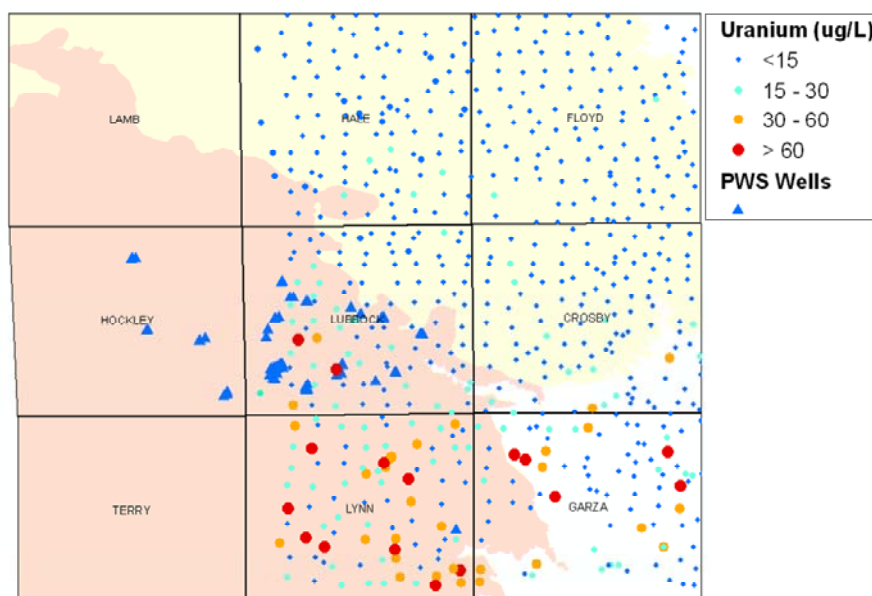 Uranium (ug/L)
<15
15 - 30
30 - 60
> 60
PWS Wells
LAMB
HALE
FLOYD
HOCKLEY
LUBBOCK
CROSBY
TERRY
LYNN
GARZA